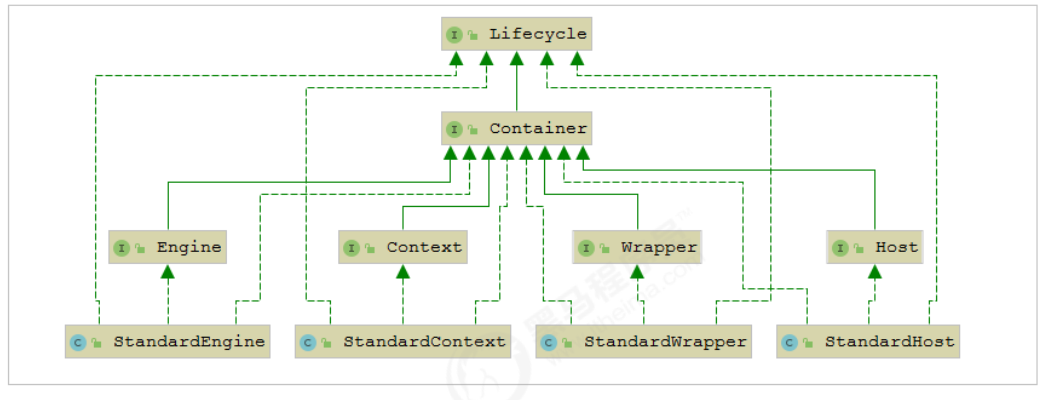 Lifecycle
Container
Engine
Context
Wrapper
Host
StandardEngine
StandardContext
StandardWrapper
StandardHost